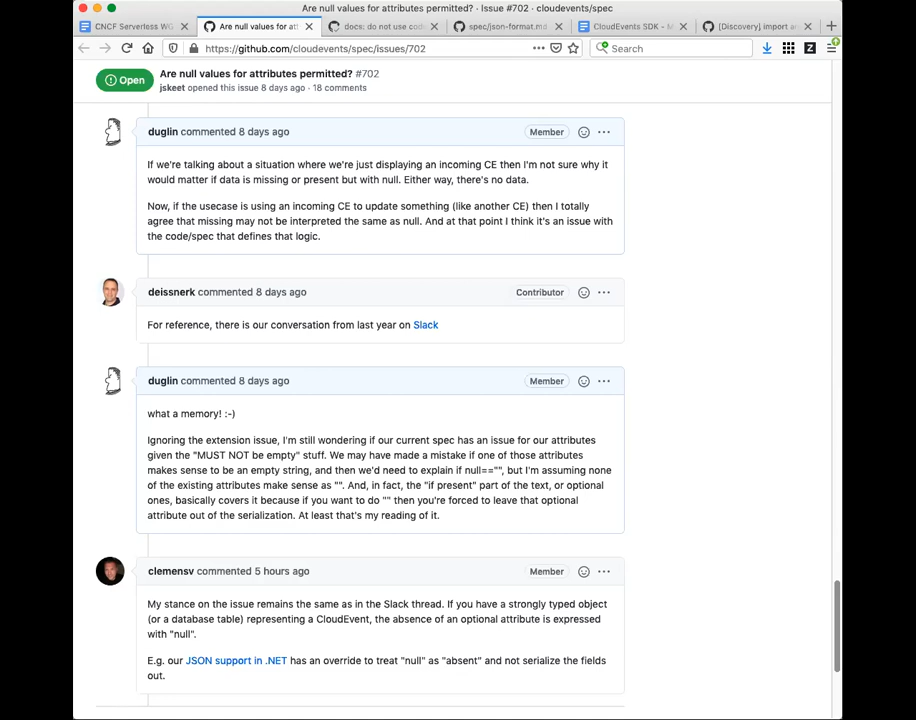 Are null values for attributes permitted? · Issue #702 · cloudevents/spec
CNCF Serverless WG
Are null values for at
docs: do not use code
spec/json-format.md
CloudEvents SDK - M
[Discovery] import a
https://github.com/cloudevents/spec/issues/702
Search
Open
Are null values for attributes permitted? #702
jskeet opened this issue 8 days ago · 18 comments
duglin commented 8 days ago
Member
If we're talking about a situation where we're just displaying an incoming CE then I'm not sure why it
would matter if data is missing or present but with null. Either way, there's no data.
Now, if the usecase is using an incoming CE to update something (like another CE) then I totally
agree that missing may not be interpreted the same as null. And at that point I think it's an issue with
the code/spec that defines that logic.
deissnerk commented 8 days ago
Contributor
For reference, there is our conversation from last year on Slack
duglin commented 8 days ago
Member
what a memory! :-)
Ignoring the extension issue, I'm still wondering if our current spec has an issue for our attributes
given the "MUST NOT be empty" stuff. We may have made a mistake if one of those attributes
makes sense to be an empty string, and then we'd need to explain if null=="", but I'm assuming none
of the existing attributes make sense as "". And, in fact, the "if present" part of the text, or optional
ones, basically covers it because if you want to do "" then you're forced to leave that optional
attribute out of the serialization. At least that's my reading of it.
clemensv commented 5 hours ago
Member
My stance on the issue remains the same as in the Slack thread. If you have a strongly typed object
(or a database table) representing a CloudEvent, the absence of an optional attribute is expressed
with "null".
E.g. our JSON support in .NET has an override to treat "null" as "absent" and not serialize the fields
out.